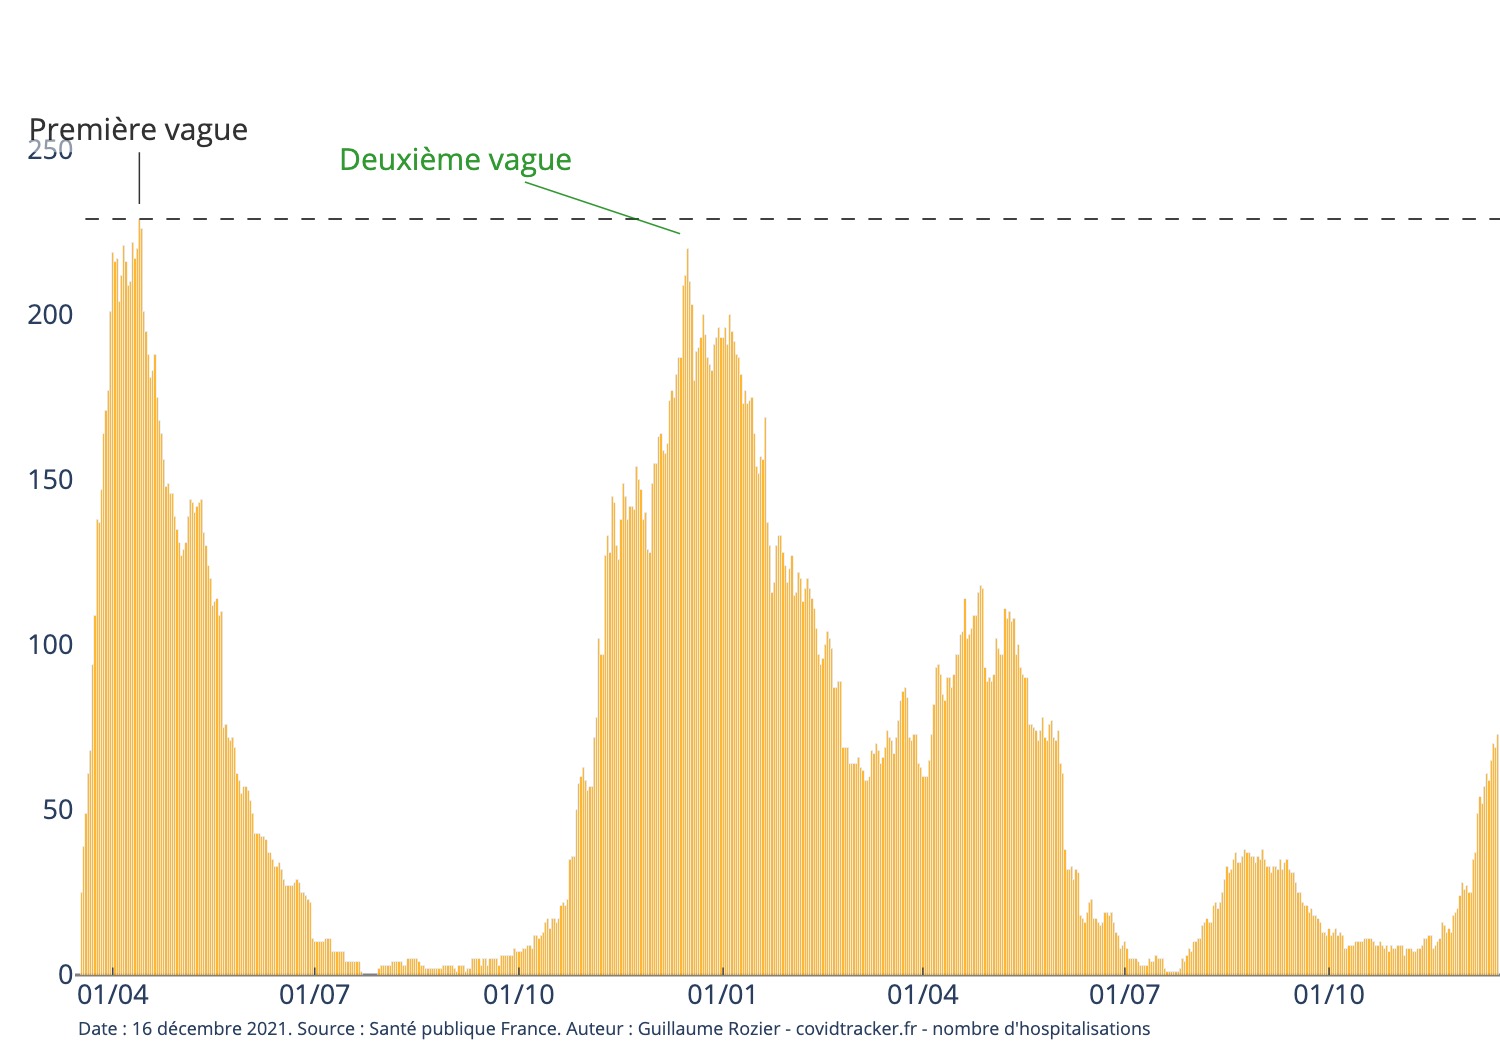 Première vague
250
Deuxième vague
200
150
100
50
0
01/04 01/07 01/10 01/01 01/04 01/07 01/10
Date : 16 décembre 2021. Source : Santé publique France. Auteur : Guillaume Rozier - covidtracker.fr - nombre d'hospitalisations